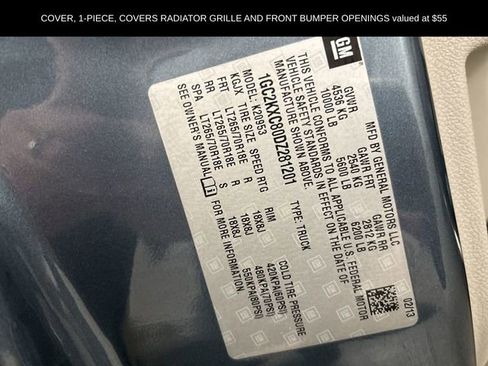 COVER, 1-PIECE, COVERS RADIATOR GRILLE AND FRONT BUMPER OPENINGS valued at $55
GM
MFD BY GENERAL MOTORS LLC
02/13
GVWR GAWR FRT GAWR RR
4536 KG 2540 KG 2812 KG
10000 LB 5600 LB 6200 LB
THIS VEHICLE CONFORMS TO ALL APPLICABLE U.S. FEDERAL MOTOR
VEHICLE SAFETY STANDARDS IN EFFECT ON THE DATE OF
MANUFACTURE SHOWN ABOVE.
1GC2KXC80DZ281201 TYPE: TRUCK
MODEL: K20953
KGJX TIRE SIZE SPEED RTG RIM COLD TIRE PRESSURE
FRT LT265/70R18E R 18X8J 420KPA(60PSI)
RR LT265/70R18E R 18X8J 480KPA(70PSI)
SPA LT265/70R18E S 18X8J 550KPA(80PSI)
SEE OWNER'S MANUAL i FOR MORE INFORMATION